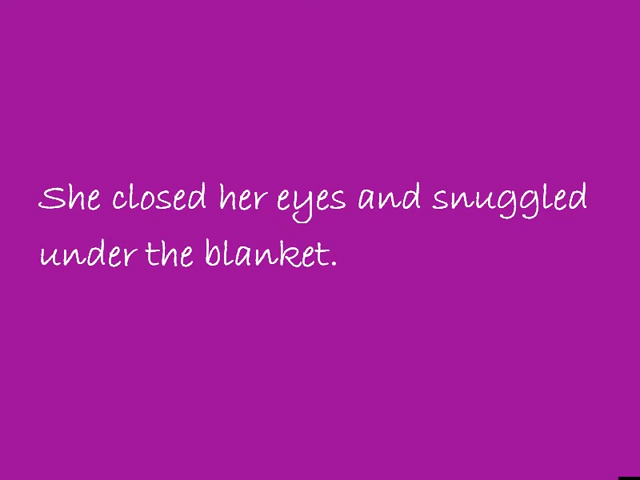 She closed her eyes and snuggled
under the blanket.